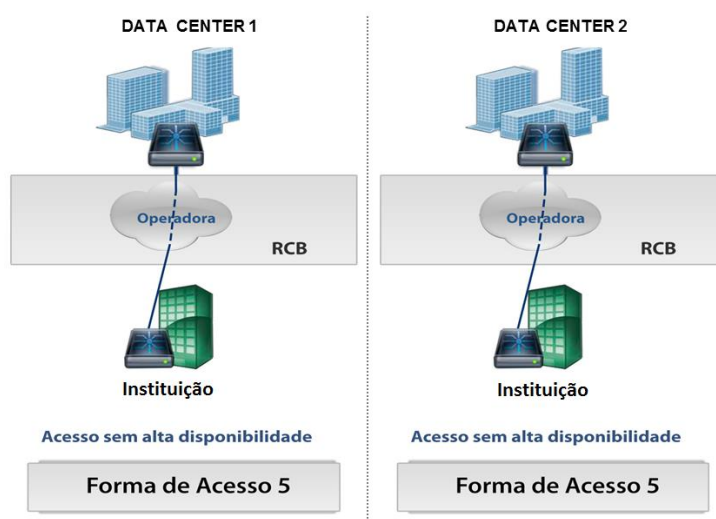 DATA CENTER 1
Operadora
RCB
Instituição
Acesso sem alta disponibilidade
Forma de Acesso 5
DATA CENTER 2
Operadora
RCB
Instituição
Acesso sem alta disponibilidade
Forma de Acesso 5